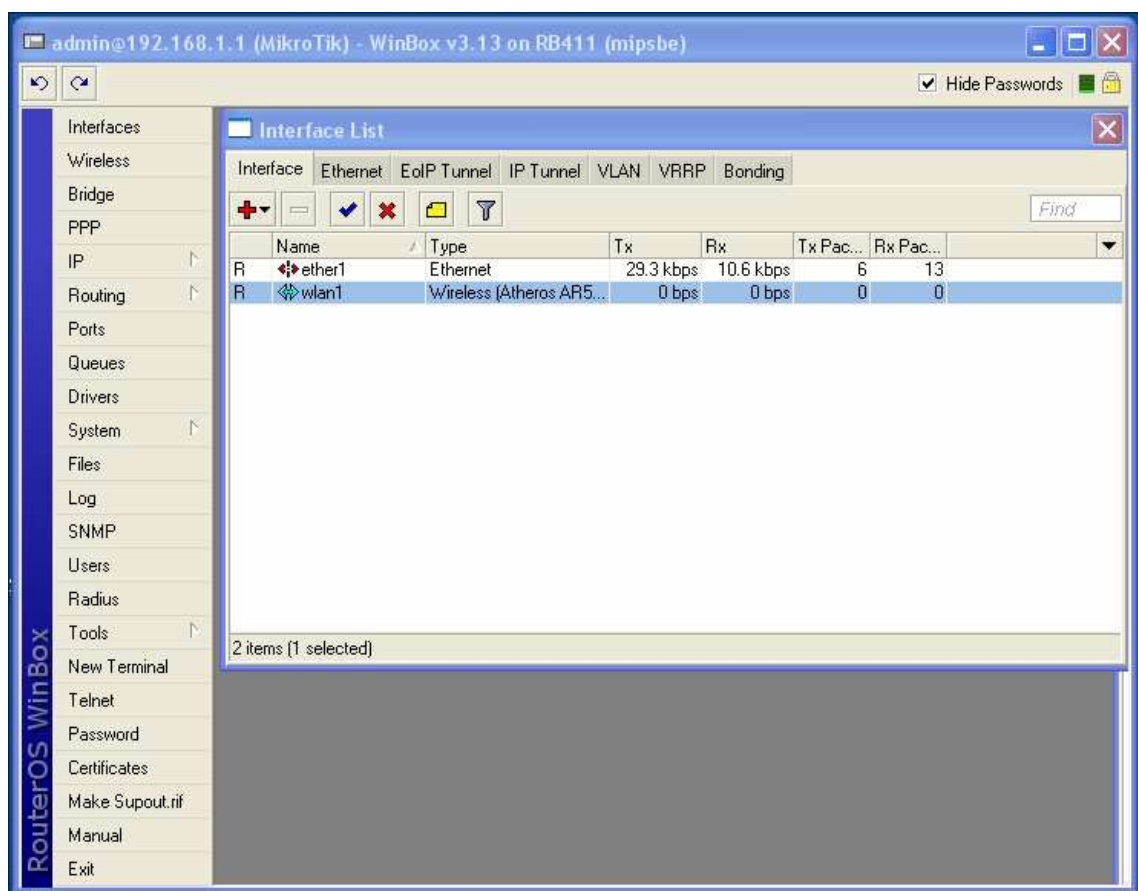 admin@192.168.1.1 (MikroTik) - WinBox v3.13 on RB411 (mipsbe)
Hide Passwords
Interfaces
Wireless
Bridge
PPP
IP
Routing
Ports
Queues
Drivers
System
Files
Log
SNMP
Users
Radius
Tools
New Terminal
Telnet
Password
Certificates
Make Supout.rif
Manual
Exit
RouterOS WinBox
Interface List
Interface Ethernet EoIP Tunnel IP Tunnel VLAN VRRP Bonding
Find
Name Type Tx Rx Tx Pac... Rx Pac...
R ether1 Ethernet 29.3 kbps 10.6 kbps 6 13
R wlan1 Wireless (Atheros AR5... 0 bps 0 bps 0 0
2 items (1 selected)